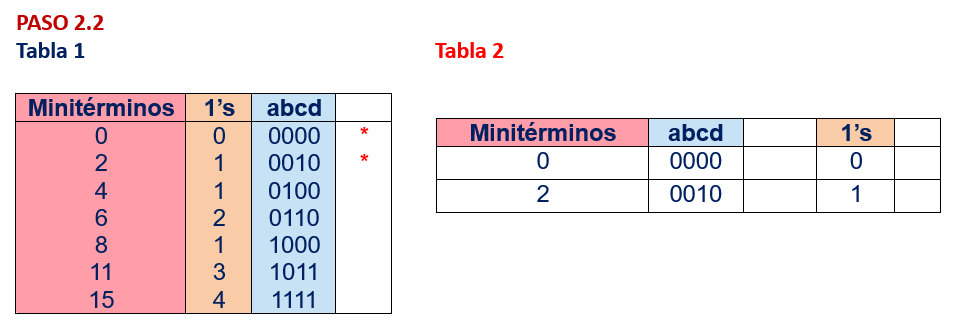 PASO 2.2
Tabla 1
Minitérminos 1's abcd
0 0 0000 *
2 1 0010 *
4 1 0100
6 2 0110
8 1 1000
11 3 1011
15 4 1111
Tabla 2
Minitérminos abcd 1's
0 0000 0
2 0010 1